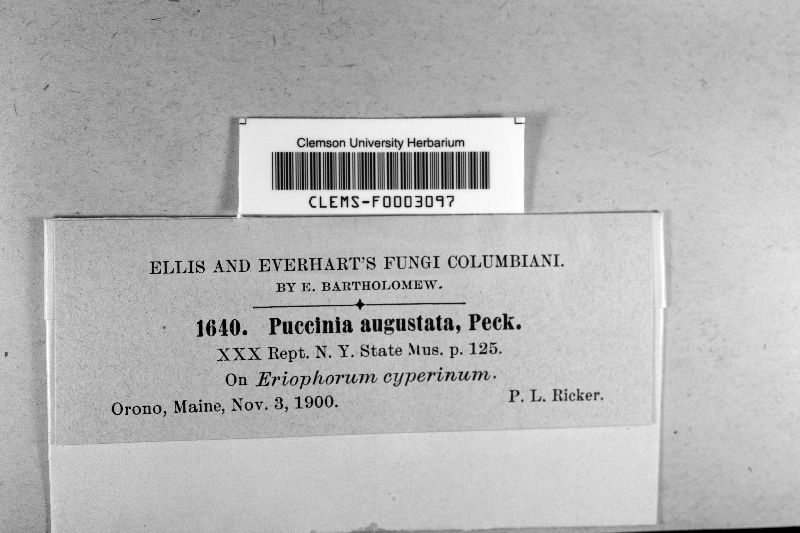 Clemson University Herbarium
CLEMS-F0003097
ELLIS AND EVERHART'S FUNGI COLUMBIANI.
BY E. BARTHOLOMEW.
1640. Puccinia augustata, Peck.
XXX Rept. N. Y. State Mus. p. 125.
On Eriophorum cyperinum.
Orono, Maine, Nov. 3, 1900. P. L. Ricker.